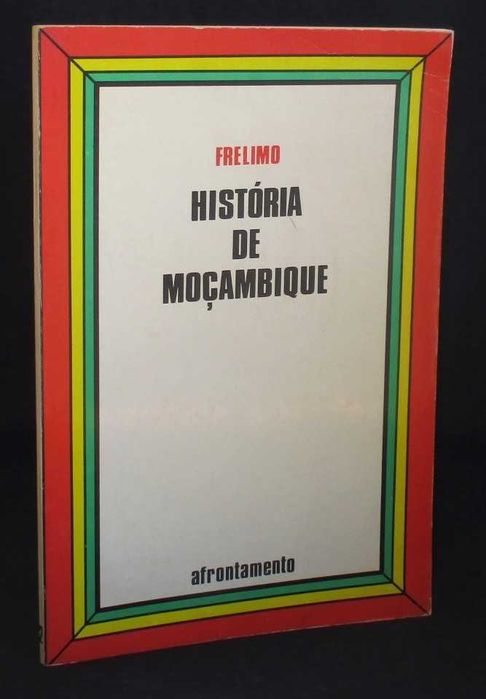 FRELIMO
HISTÓRIA
DE
MOÇAMBIQUE
afrontamento